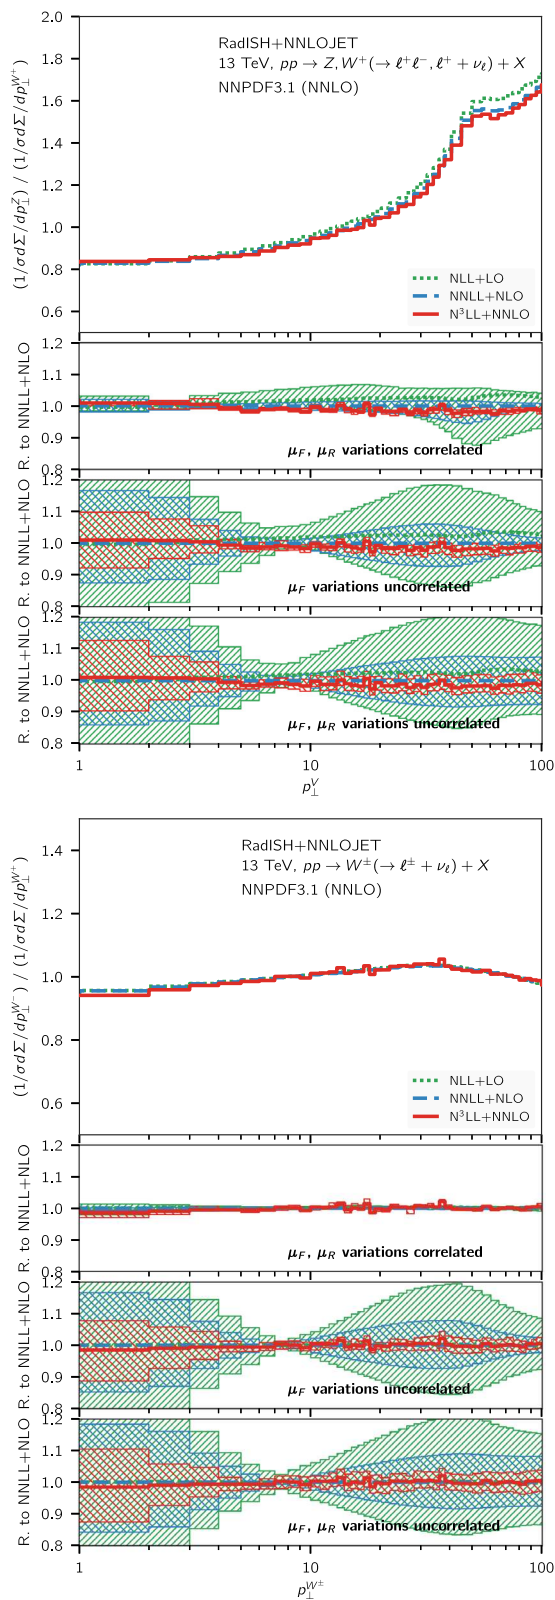 2.0
1.8
1.6
1.4
1.2
1.0
0.8
0.6
(1/σdΣ/dp⊥^Z) / (1/σdΣ/dp⊥^W⁺)
RadISH+NNLOJET
13 TeV, pp → Z, W⁺(→ ℓ⁺ℓ⁻, ℓ⁺ + νℓ) + X
NNPDF3.1 (NNLO)
NLL+LO
NNLL+NLO
N³LL+NNLO
1.2
1.1
1.0
0.9
0.8
R. to NNLL+NLO
μF, μR variations correlated
1.2
1.1
1.0
0.9
0.8
R. to NNLL+NLO
μF variations uncorrelated
1.2
1.1
1.0
0.9
0.8
R. to NNLL+NLO
μF, μR variations uncorrelated
1 10 100
p⊥^V
1.4
1.2
1.0
0.8
0.6
(1/σdΣ/dp⊥^W⁻) / (1/σdΣ/dp⊥^W⁺)
RadISH+NNLOJET
13 TeV, pp → W±(→ ℓ± + νℓ) + X
NNPDF3.1 (NNLO)
NLL+LO
NNLL+NLO
N³LL+NNLO
1.2
1.1
1.0
0.9
0.8
R. to NNLL+NLO
μF, μR variations correlated
1.2
1.1
1.0
0.9
0.8
R. to NNLL+NLO
μF variations uncorrelated
1.2
1.1
1.0
0.9
0.8
R. to NNLL+NLO
μF, μR variations uncorrelated
1 10 100
p⊥^W±